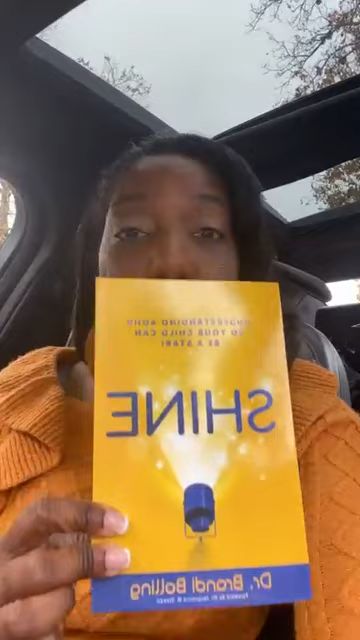 UNDERSTANDING ADHD
SO YOUR CHILD CAN
BE A STAR!
SHINE
Dr. Brandi Bolling